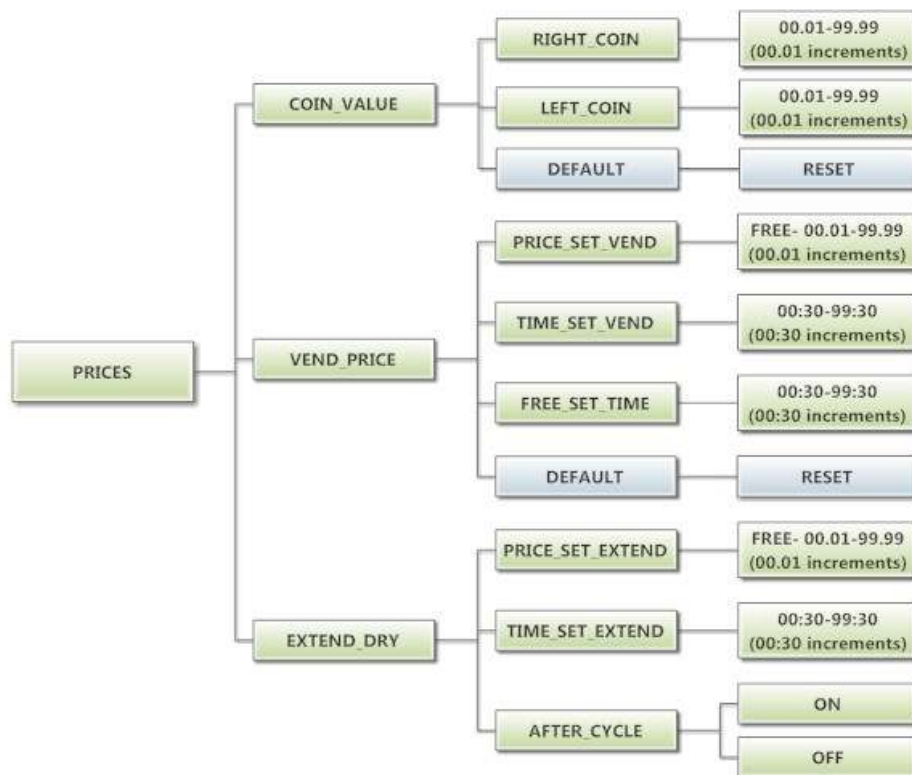 PRICES
COIN_VALUE
RIGHT_COIN
00.01-99.99
(00.01 increments)
LEFT_COIN
00.01-99.99
(00.01 increments)
DEFAULT
RESET
VEND_PRICE
PRICE_SET_VEND
FREE- 00.01-99.99
(00.01 increments)
TIME_SET_VEND
00:30-99:30
(00:30 increments)
FREE_SET_TIME
00:30-99:30
(00:30 increments)
DEFAULT
RESET
EXTEND_DRY
PRICE_SET_EXTEND
FREE- 00.01-99.99
(00.01 increments)
TIME_SET_EXTEND
00:30-99:30
(00:30 increments)
AFTER_CYCLE
ON
OFF